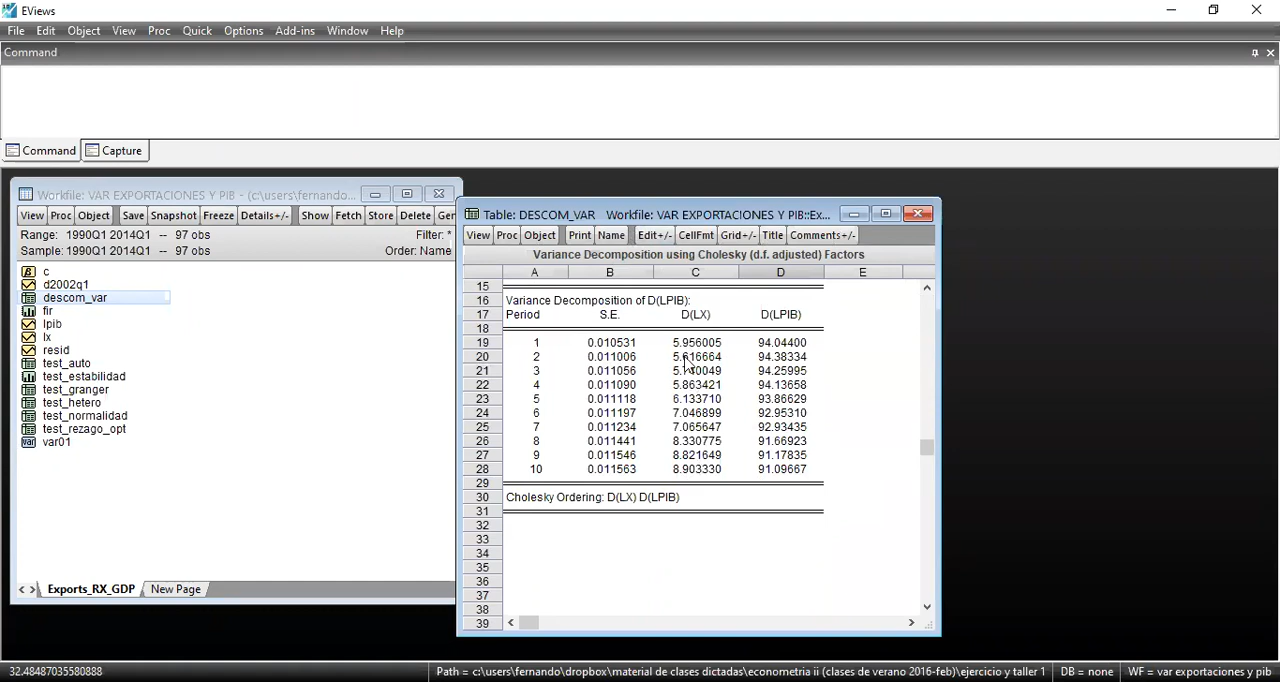 EViews
File Edit Object View Proc Quick Options Add-ins Window Help
Command
Command Capture
Workfile: VAR EXPORTACIONES Y PIB - (c:\users\fernando...
View Proc Object Save Snapshot Freeze Details+/- Show Fetch Store Delete Gen
Range: 1990Q1 2014Q1 -- 97 obs Filter: *
Sample: 1990Q1 2014Q1 -- 97 obs Order: Name
c
d2002q1
descom_var
fir
lpib
lx
resid
test_auto
test_estabilidad
test_granger
test_hetero
test_normalidad
test_rezago_opt
var01
< > Exports_RX_GDP New Page
Table: DESCOM_VAR Workfile: VAR EXPORTACIONES Y PIB::Ex...
View Proc Object Print Name Edit+/- CellFmt Grid+/- Title Comments+/-
Variance Decomposition using Cholesky (d.f. adjusted) Factors
A B C D E
15
16 Variance Decomposition of D(LPIB):
17 Period S.E. D(LX) D(LPIB)
18
19 1 0.010531 5.956005 94.04400
20 2 0.011006 5.616664 94.38334
21 3 0.011056 94.25995
22 4 0.011090 5.863421 94.13658
23 5 0.011118 6.133710 93.86629
24 6 0.011197 7.046899 92.95310
25 7 0.011234 7.065647 92.93435
26 8 0.011441 8.330775 91.66923
27 9 0.011546 8.821649 91.17835
28 10 0.011563 8.903330 91.09667
29
30 Cholesky Ordering: D(LX) D(LPIB)
31
32
33
34
35
36
37
38
39
32.48487035580888 Path = c:\users\fernando\dropbox\material de clases dictadas\econometria ii (clases de verano 2016-feb)\ejercicio y taller 1 DB = none WF = var exportaciones y pib